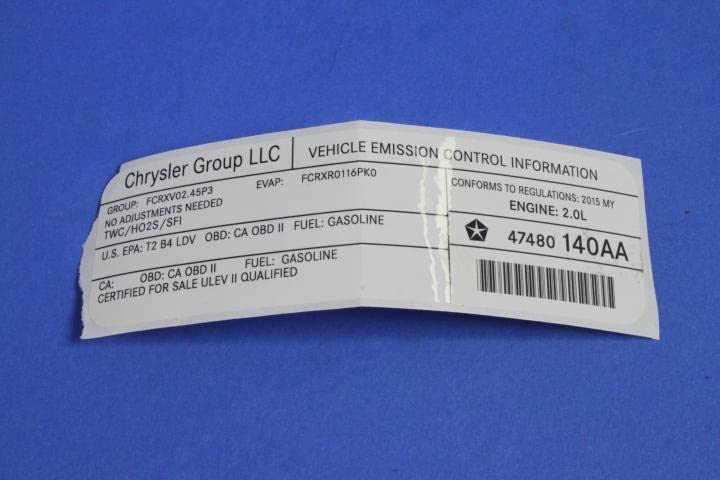 Chrysler Group LLC
VEHICLE EMISSION CONTROL INFORMATION
GROUP: FCRXV02.45P3
EVAP: FCRXR0116PK0
NO ADJUSTMENTS NEEDED
TWC/HO2S/SFI
U.S. EPA: T2 B4 LDV OBD: CA OBD II FUEL: GASOLINE
CA: OBD: CA OBD II FUEL: GASOLINE
CERTIFIED FOR SALE ULEV II QUALIFIED
CONFORMS TO REGULATIONS: 2015 MY
ENGINE: 2.0L
47480 140AA